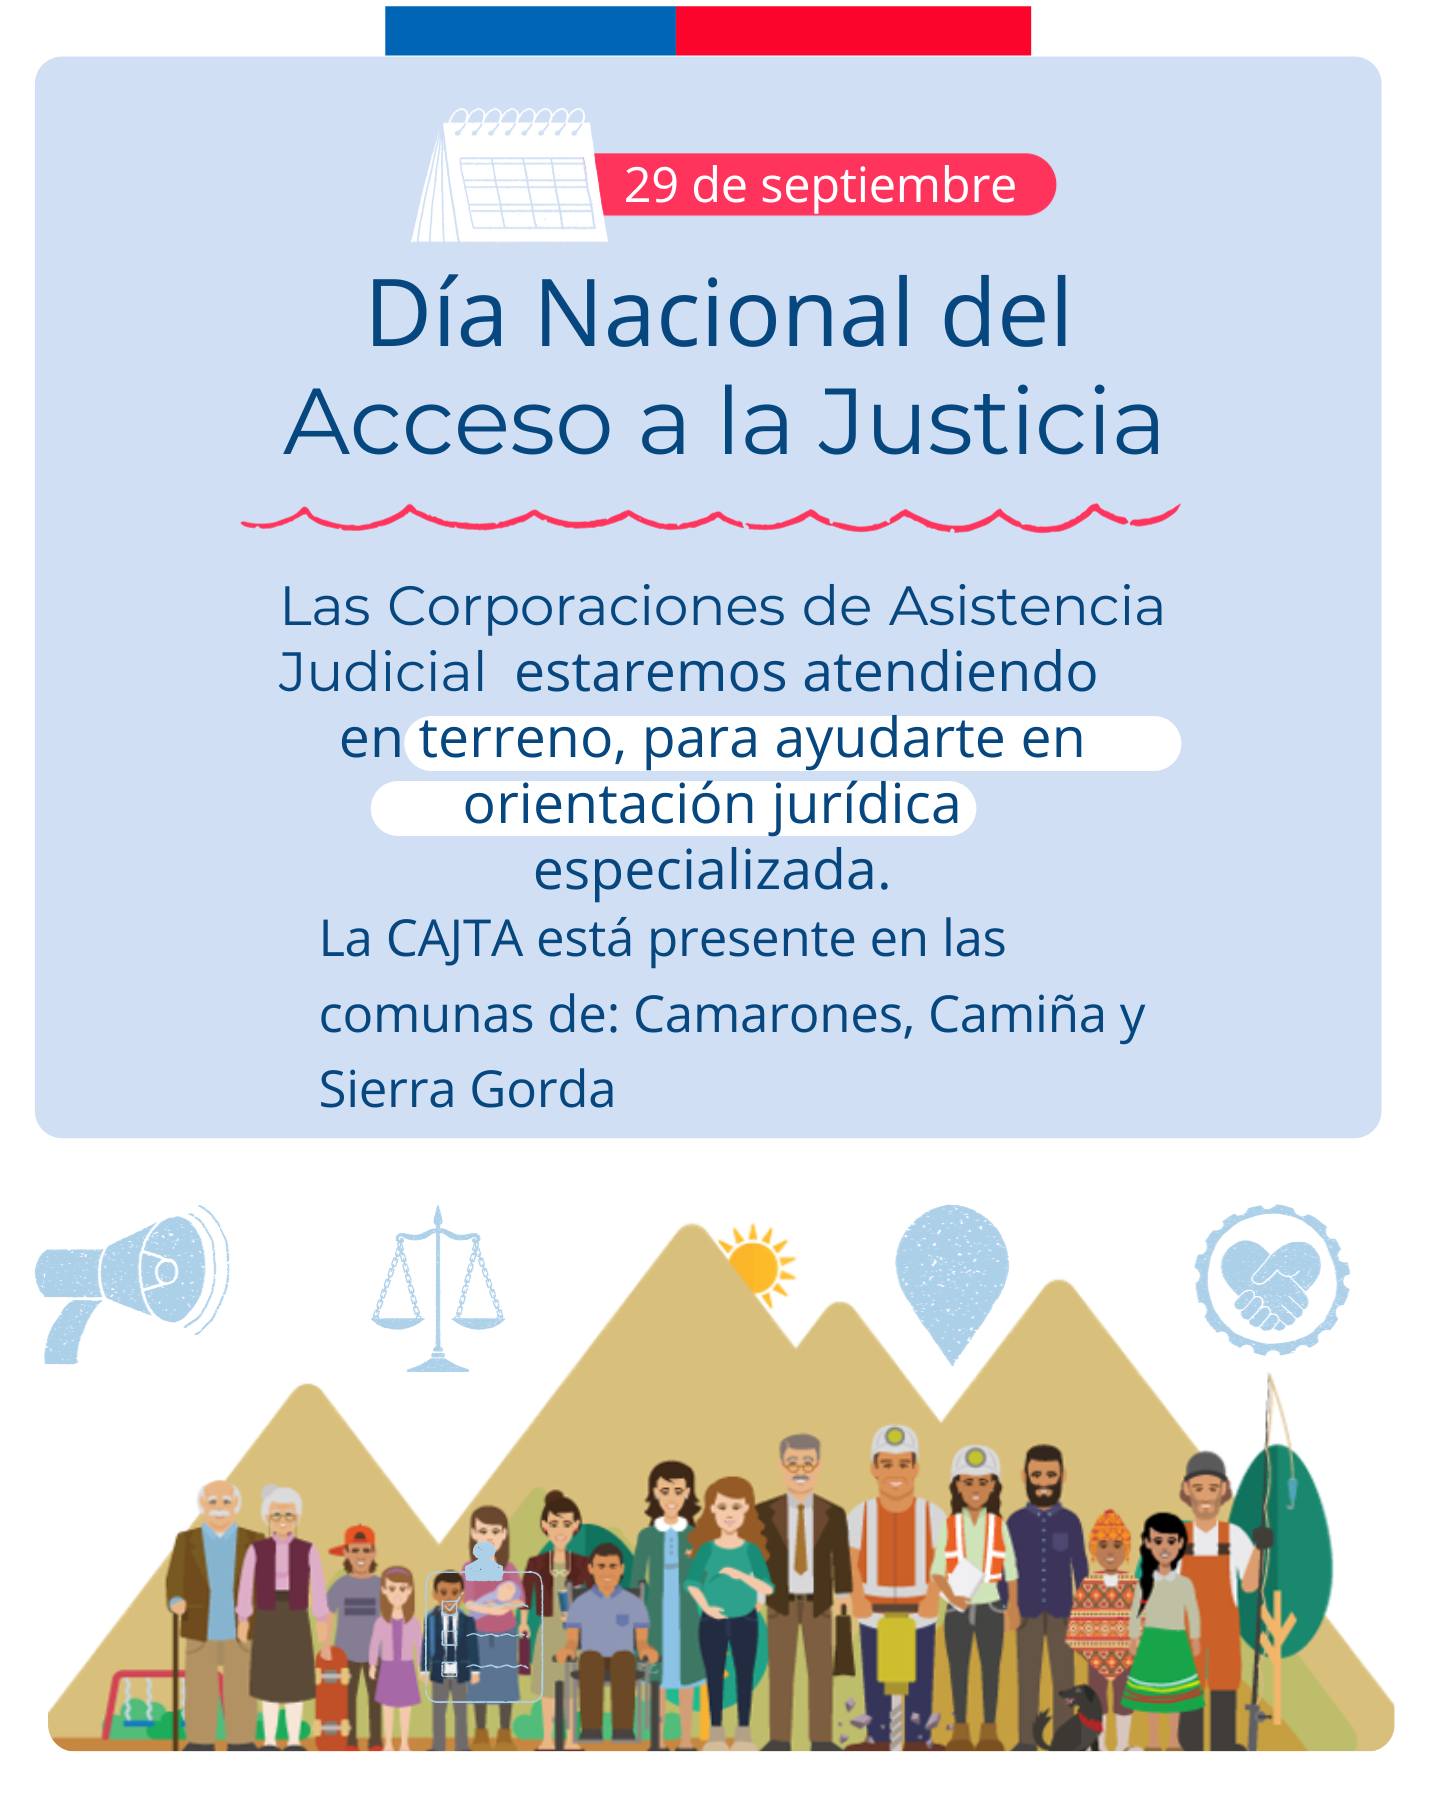 29 de septiembre
Día Nacional del
Acceso a la Justicia
Las Corporaciones de Asistencia
Judicial estaremos atendiendo
en terreno, para ayudarte en
orientación jurídica
especializada.
La CAJTA está presente en las
comunas de: Camarones, Camiña y
Sierra Gorda